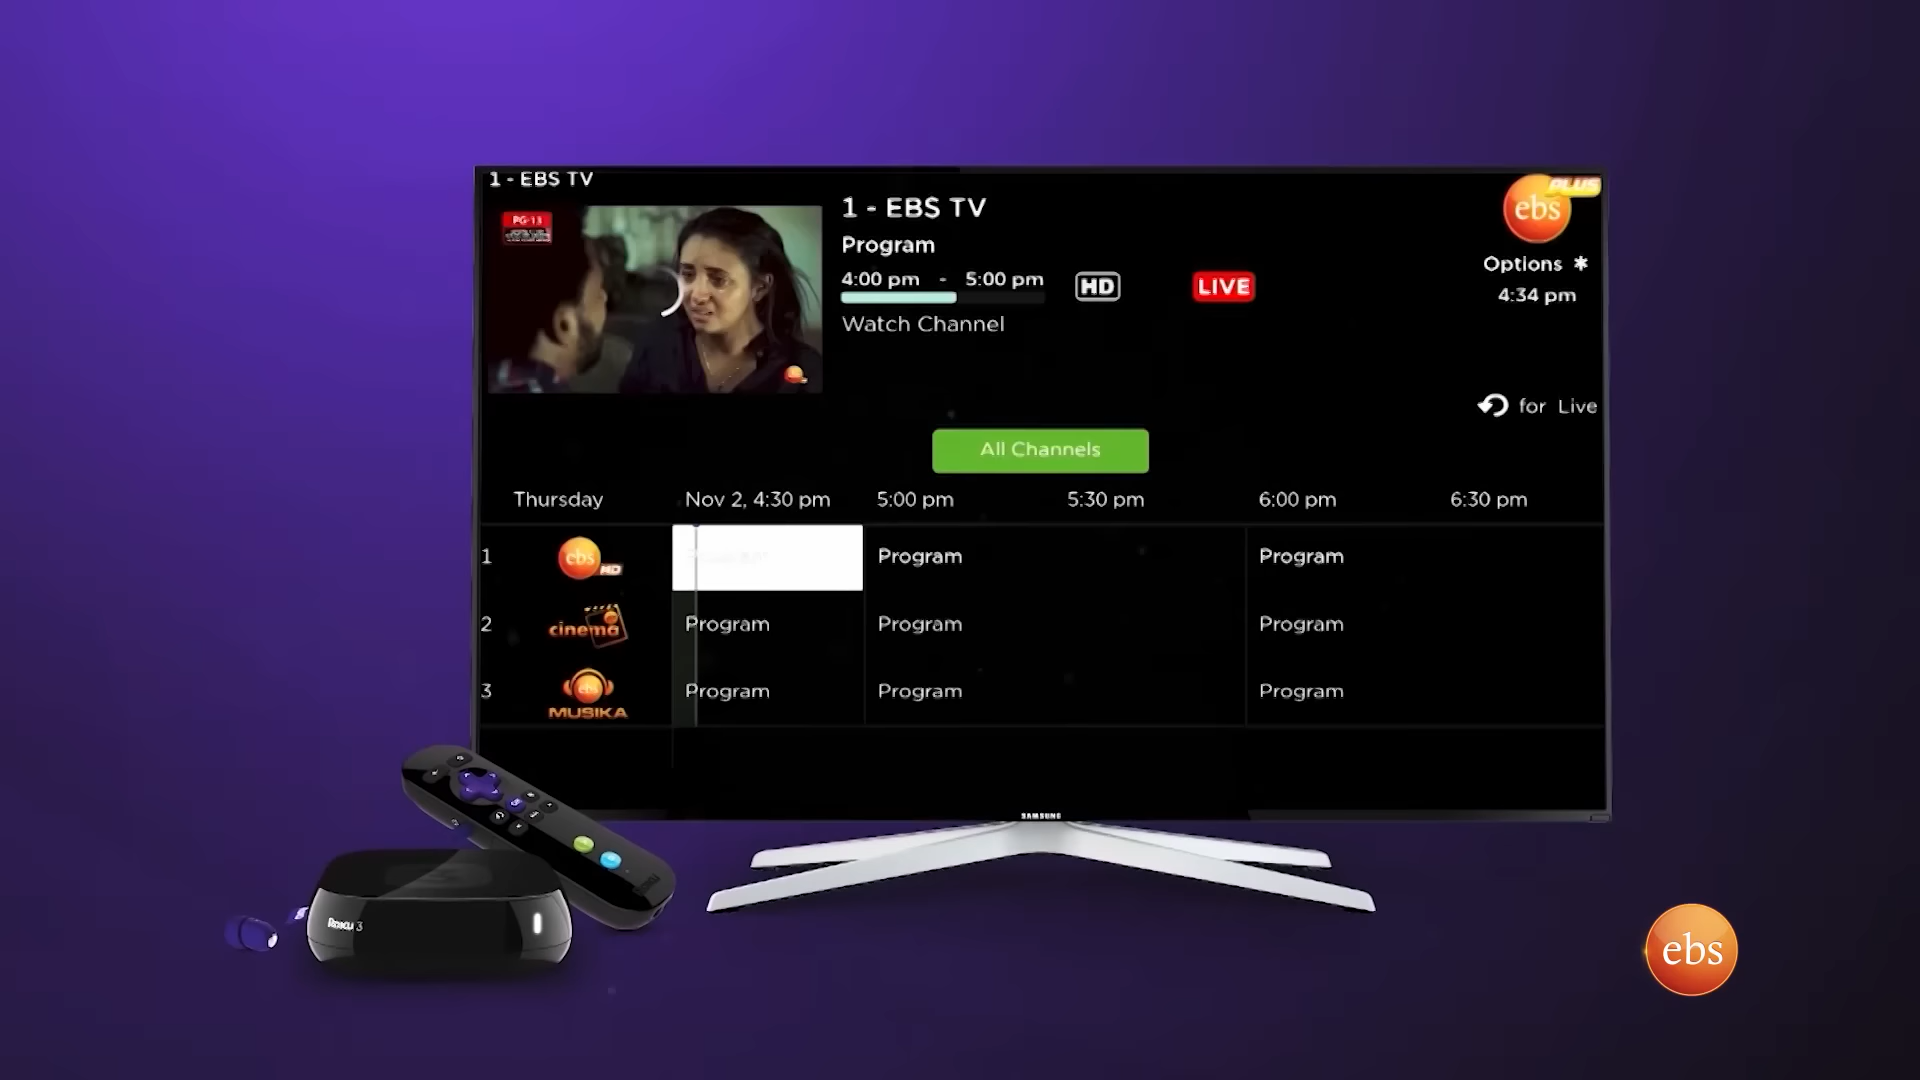 1 - EBS TV
PG-13
1 - EBS TV
Program
4:00 pm - 5:00 pm
HD
LIVE
Watch Channel
ebs PLUS
Options *
4:34 pm
for Live
All Channels
Thursday Nov 2, 4:30 pm 5:00 pm 5:30 pm 6:00 pm 6:30 pm
1 ebs HD Program Program
2 cinema Program Program Program
3 ebs MUSIKA Program Program Program
SAMSUNG
3
ebs